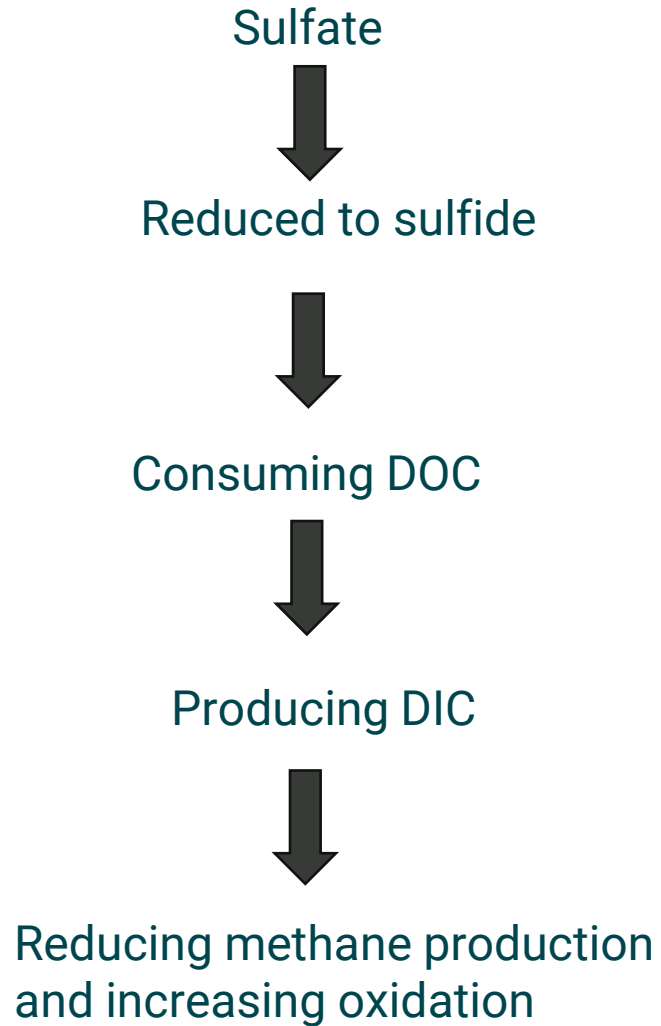 Sulfate
Reduced to sulfide
Consuming DOC
Producing DIC
Reducing methane production
and increasing oxidation